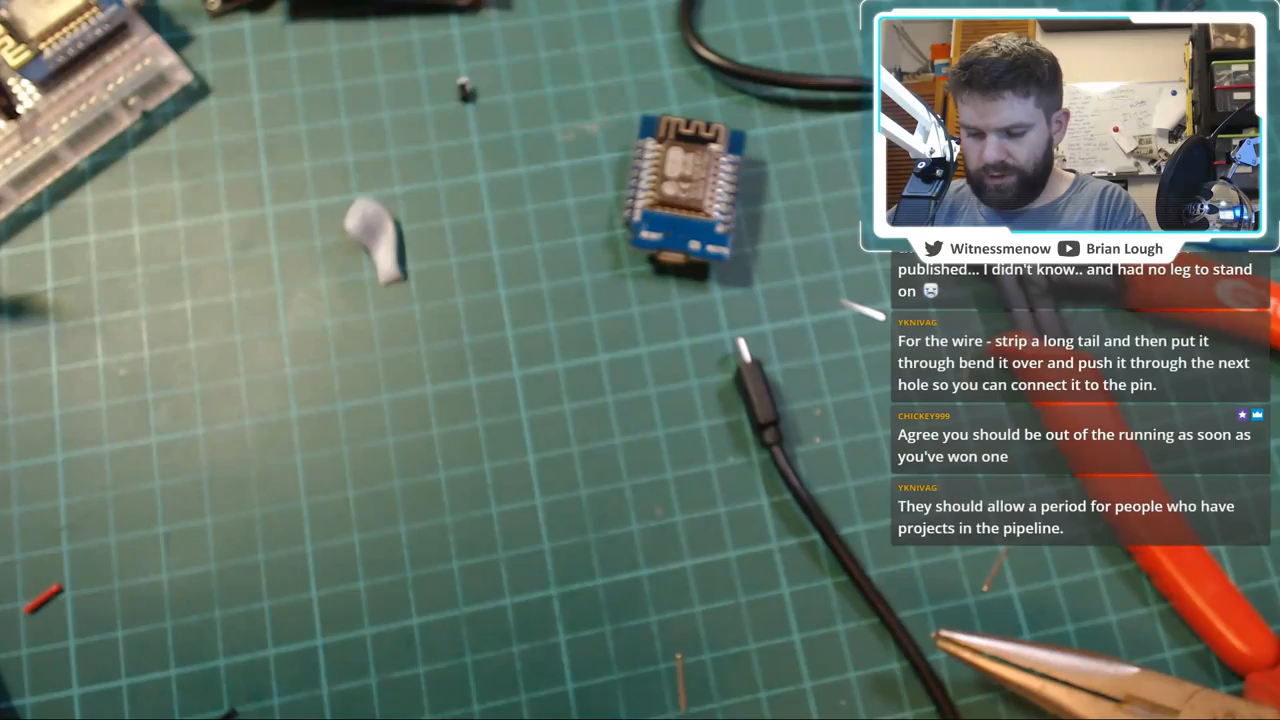 Witnessmenow Brian Lough
published... I didn't know.. and had no leg to stand
on
YKNIVAG
For the wire - strip a long tail and then put it
through bend it over and push it through the next
hole so you can connect it to the pin.
CHICKEY999
Agree you should be out of the running as soon as
you've won one
YKNIVAG
They should allow a period for people who have
projects in the pipeline.